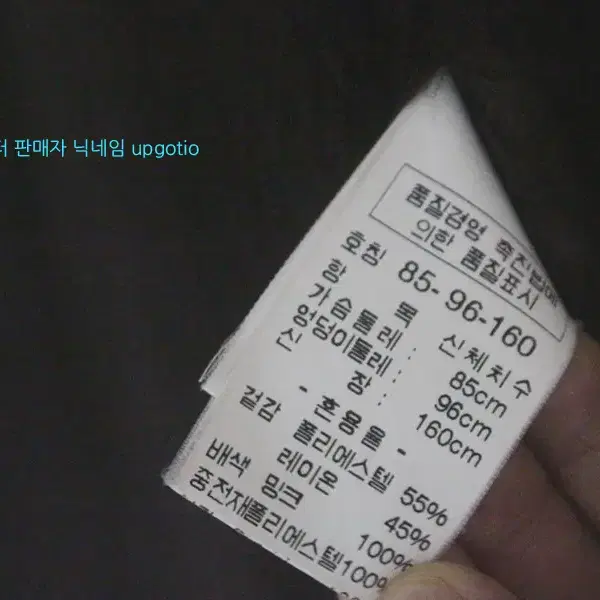 판매자 닉네임 upgotio
품질경영 촉진법에
의한 품질표시
호칭 85-96-160
항 목 신체치수
가슴둘레 : 85cm
엉덩이둘레 : 96cm
신 장 : 160cm
- 혼용율 -
겉감 폴리에스텔 55%
레이온 45%
배색 밍크 100%
충전재폴리에스텔100%